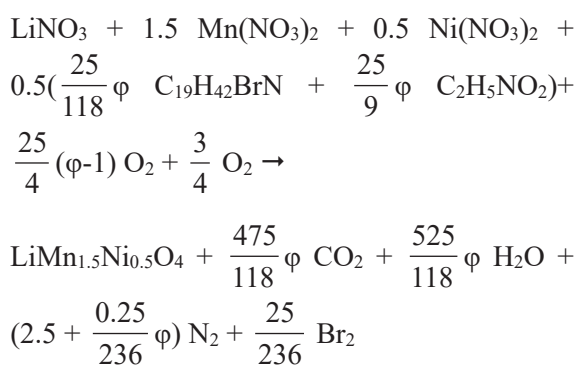 LiNO₃ + 1.5 Mn(NO₃)₂ + 0.5 Ni(NO₃)₂ +
0.5(25/118 φ C₁₉H₄₂BrN + 25/9 φ C₂H₅NO₂)+
25/4 (φ-1) O₂ + 3/4 O₂ →
LiMn₁.₅Ni₀.₅O₄ + 475/118 φ CO₂ + 525/118 φ H₂O +
(2.5 + 0.25/236 φ) N₂ + 25/236 Br₂